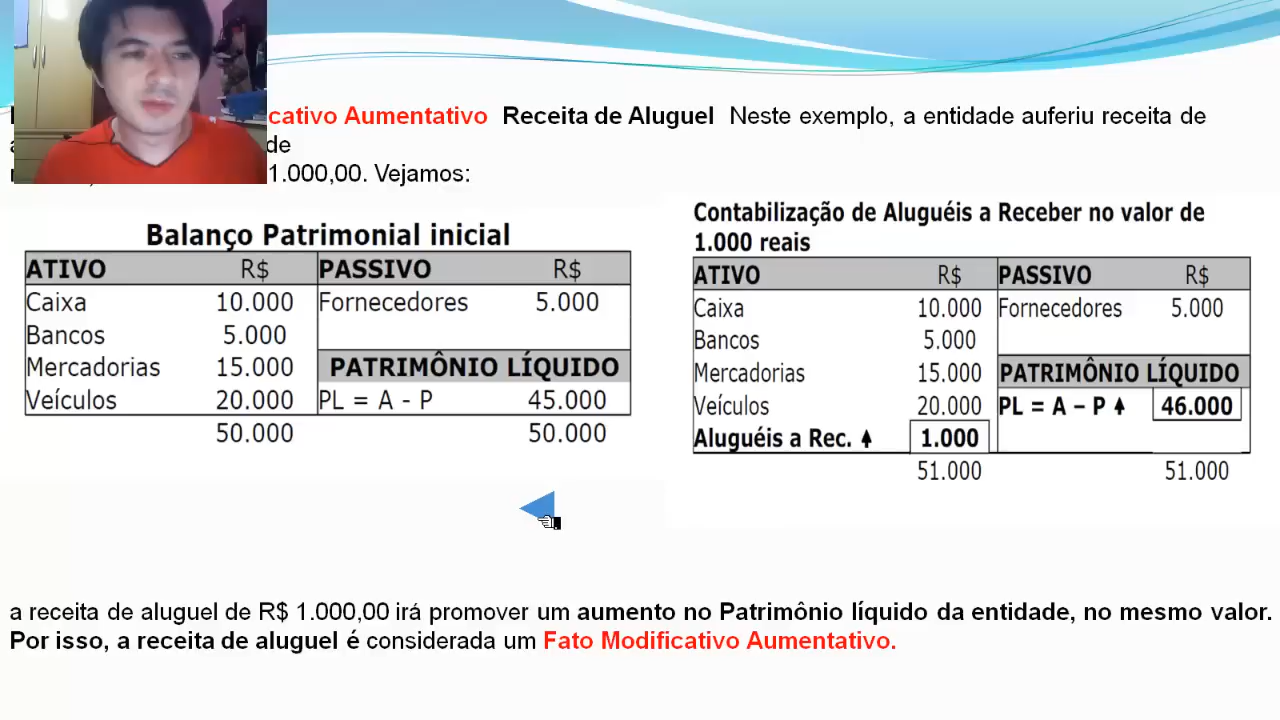 cativo Aumentativo Receita de Aluguel Neste exemplo, a entidade auferiu receita de
de
1.000,00. Vejamos:
Balanço Patrimonial inicial
ATIVO R$ PASSIVO R$
Caixa 10.000 Fornecedores 5.000
Bancos 5.000
Mercadorias 15.000 PATRIMÔNIO LÍQUIDO
Veículos 20.000 PL = A - P 45.000
50.000 50.000
Contabilização de Aluguéis a Receber no valor de
1.000 reais
ATIVO R$ PASSIVO R$
Caixa 10.000 Fornecedores 5.000
Bancos 5.000
Mercadorias 15.000 PATRIMÔNIO LÍQUIDO
Veículos 20.000 PL = A – P 46.000
Aluguéis a Rec. 1.000
51.000 51.000
a receita de aluguel de R$ 1.000,00 irá promover um aumento no Patrimônio líquido da entidade, no mesmo valor.
Por isso, a receita de aluguel é considerada um Fato Modificativo Aumentativo.